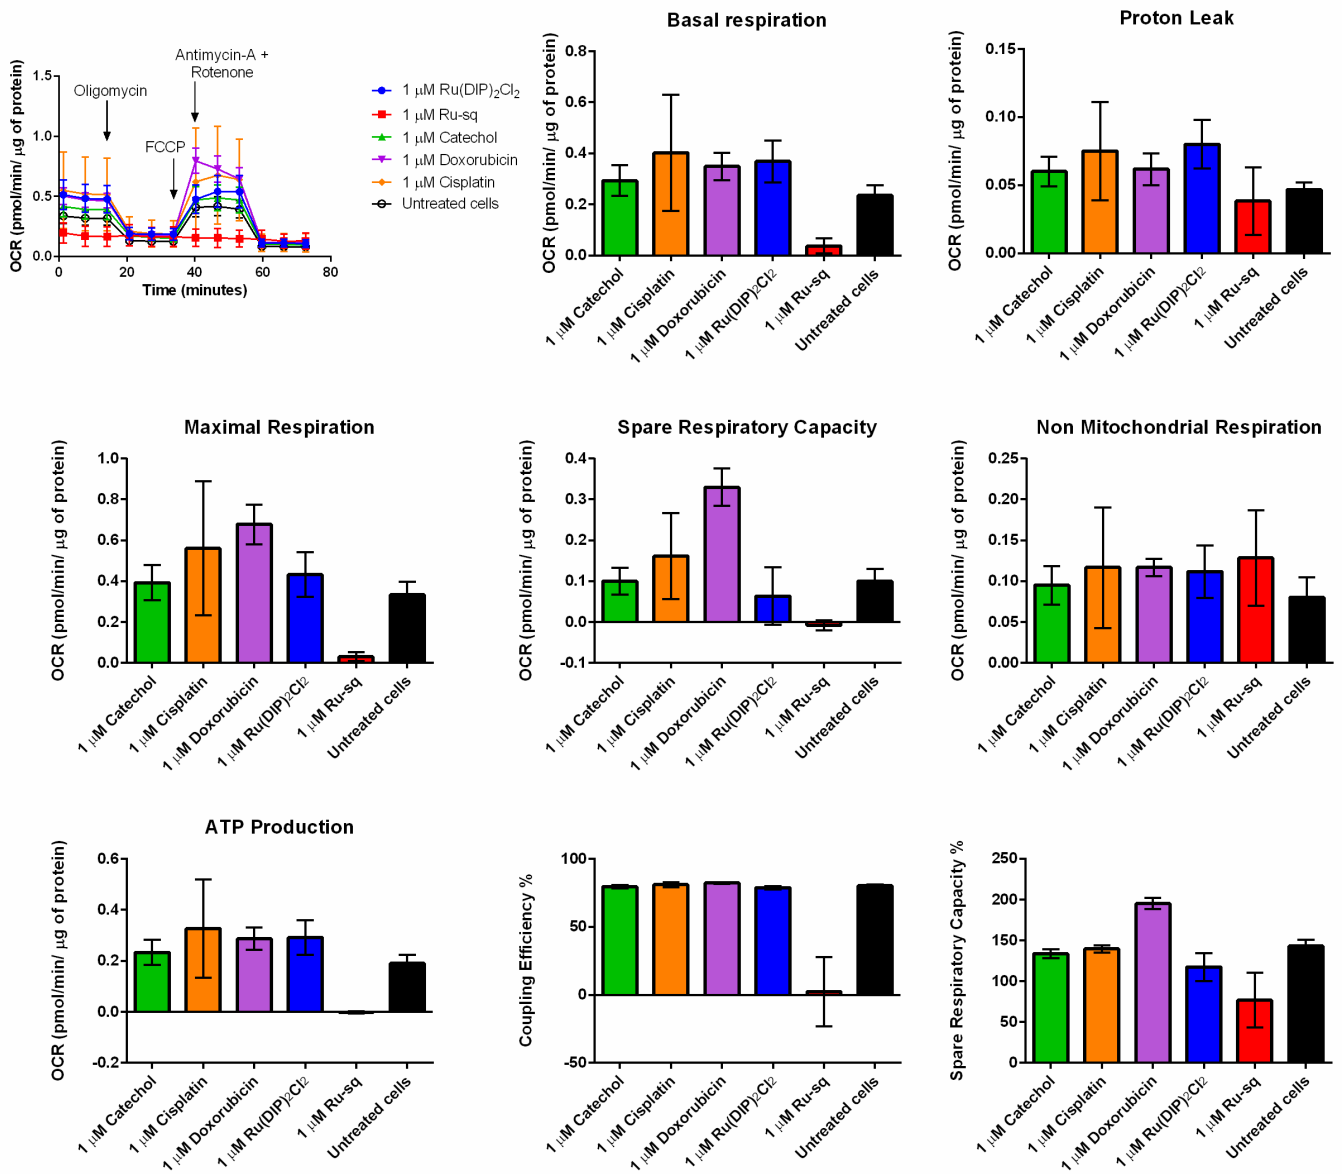 Antimycin-A +
Rotenone
Oligomycin
FCCP
OCR (pmol/min/ μg of protein)
1.5
1.0
0.5
0.0
0
20
40
60
80
Time (minutes)
1 μM Ru(DIP)2Cl2
1 μM Ru-sq
1 μM Catechol
1 μM Doxorubicin
1 μM Cisplatin
Untreated cells
Basal respiration
OCR (pmol/min/ μg of protein)
0.8
0.6
0.4
0.2
0.0
1 μM Catechol
1 μM Cisplatin
1 μM Doxorubicin
1 μM Ru(DIP)2Cl2
1 μM Ru-sq
Untreated cells
Proton Leak
OCR (pmol/min/ μg of protein)
0.15
0.10
0.05
0.00
1 μM Catechol
1 μM Cisplatin
1 μM Doxorubicin
1 μM Ru(DIP)2Cl2
1 μM Ru-sq
Untreated cells
Maximal Respiration
OCR (pmol/min/ μg of protein)
1.0
0.8
0.6
0.4
0.2
0.0
1 μM Catechol
1 μM Cisplatin
1 μM Doxorubicin
1 μM Ru(DIP)2Cl2
1 μM Ru-sq
Untreated cells
Spare Respiratory Capacity
OCR (pmol/min/ μg of protein)
0.4
0.3
0.2
0.1
0.0
-0.1
1 μM Catechol
1 μM Cisplatin
1 μM Doxorubicin
1 μM Ru(DIP)2Cl2
1 μM Ru-sq
Untreated cells
Non Mitochondrial Respiration
OCR (pmol/min/ μg of protein)
0.25
0.20
0.15
0.10
0.05
0.00
1 μM Catechol
1 μM Cisplatin
1 μM Doxorubicin
1 μM Ru(DIP)2Cl2
1 μM Ru-sq
Untreated cells
ATP Production
OCR (pmol/min/ μg of protein)
0.6
0.4
0.2
0.0
-0.2
1 μM Catechol
1 μM Cisplatin
1 μM Doxorubicin
1 μM Ru(DIP)2Cl2
1 μM Ru-sq
Untreated cells
Coupling Efficiency %
100
50
0
-50
1 μM Catechol
1 μM Cisplatin
1 μM Doxorubicin
1 μM Ru(DIP)2Cl2
1 μM Ru-sq
Untreated cells
Spare Respiratory Capacity %
250
200
150
100
50
0
1 μM Catechol
1 μM Cisplatin
1 μM Doxorubicin
1 μM Ru(DIP)2Cl2
1 μM Ru-sq
Untreated cells